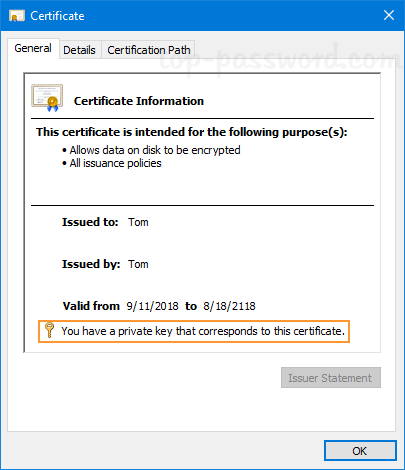 Certificate
General
Details
Certification Path
top-password.com
Certificate Information
This certificate is intended for the following purpose(s):
• Allows data on disk to be encrypted
• All issuance policies
Issued to: Tom
Issued by: Tom
Valid from 9/11/2018 to 8/18/2118
You have a private key that corresponds to this certificate.
Issuer Statement
OK